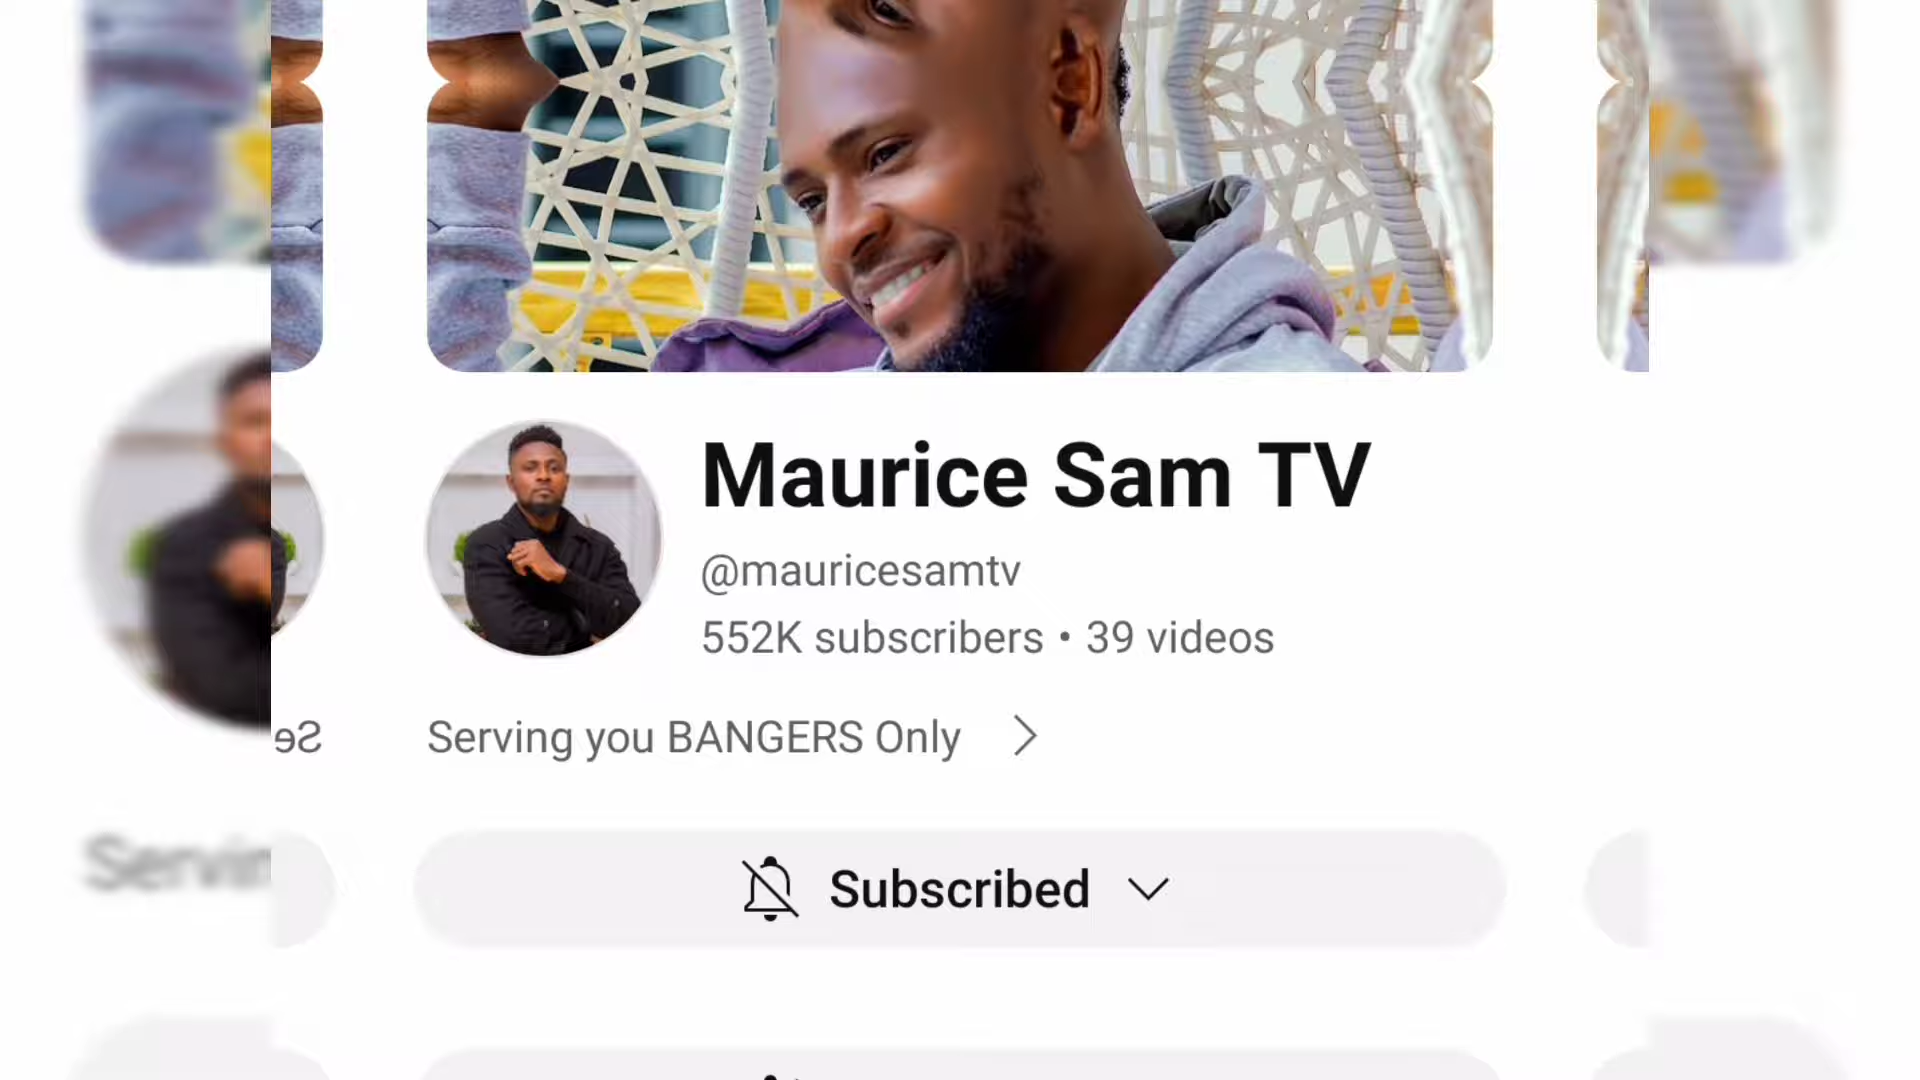 Maurice Sam TV
@mauricesamtv
552K subscribers • 39 videos
Serving you BANGERS Only
Subscribed